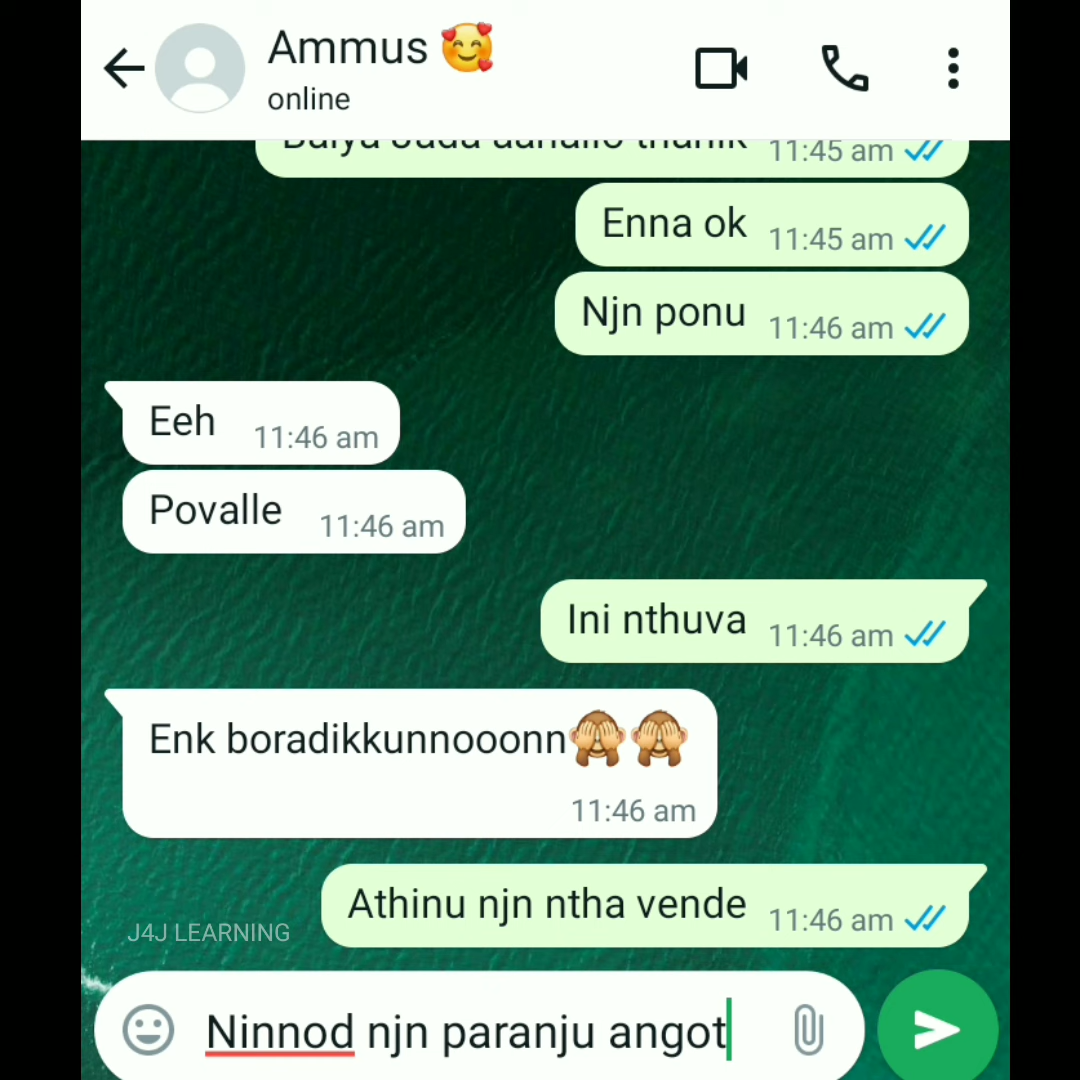 Ammus
online
11:45 am
Enna ok 11:45 am
Njn ponu 11:46 am
Eeh 11:46 am
Povalle 11:46 am
Ini nthuva 11:46 am
Enk boradikkunnooonn
11:46 am
Athinu njn ntha vende 11:46 am
J4J LEARNING
Ninnod njn paranju angot